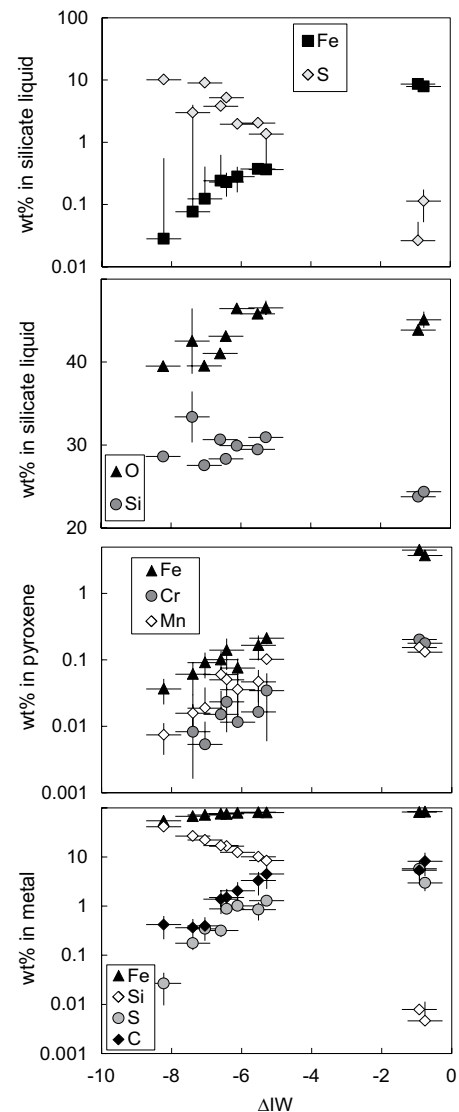 100
10
1
0.1
0.01
wt% in silicate liquid
Fe
S
40
30
20
wt% in silicate liquid
O
Si
1
0.1
0.01
0.001
wt% in pyroxene
Fe
Cr
Mn
10
1
0.1
0.01
0.001
wt% in metal
Fe
Si
S
C
-10 -8 -6 -4 -2 0
ΔIW